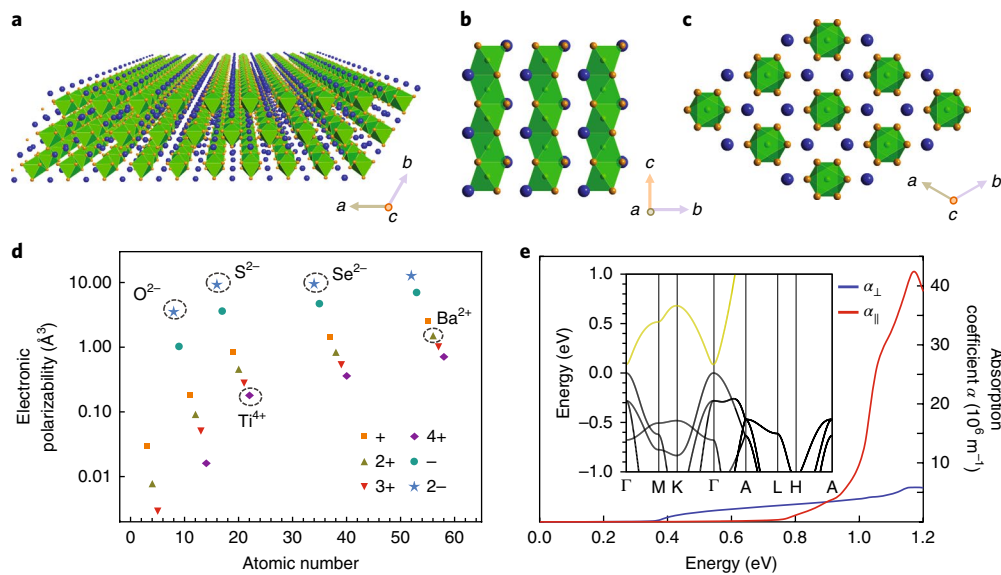 a
b
c
a
b
c
c
b
a
a
b
c
d
Electronic
polarizability (Å³)
10.00
1.00
0.10
0.01
O²⁻
S²⁻
Se²⁻
Ba²⁺
Ti⁴⁺
+
2+
3+
4+
−
2−
0
10
20
30
40
50
60
Atomic number
e
Energy (eV)
1.0
0.5
0.0
−0.5
−1.0
Γ
M
K
Γ
A
L
H
A
α⊥
α∥
40
30
20
10
Absorption
coefficient α (10⁶ m⁻¹)
0.0
0.2
0.4
0.6
0.8
1.0
1.2
Energy (eV)